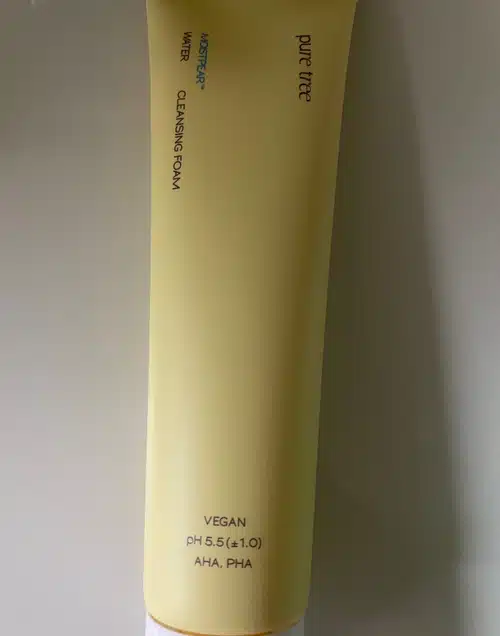 pure tree
MOISTPEAR™
WATER
CLEANSING FOAM
VEGAN
pH 5.5 (±1.0)
AHA, PHA